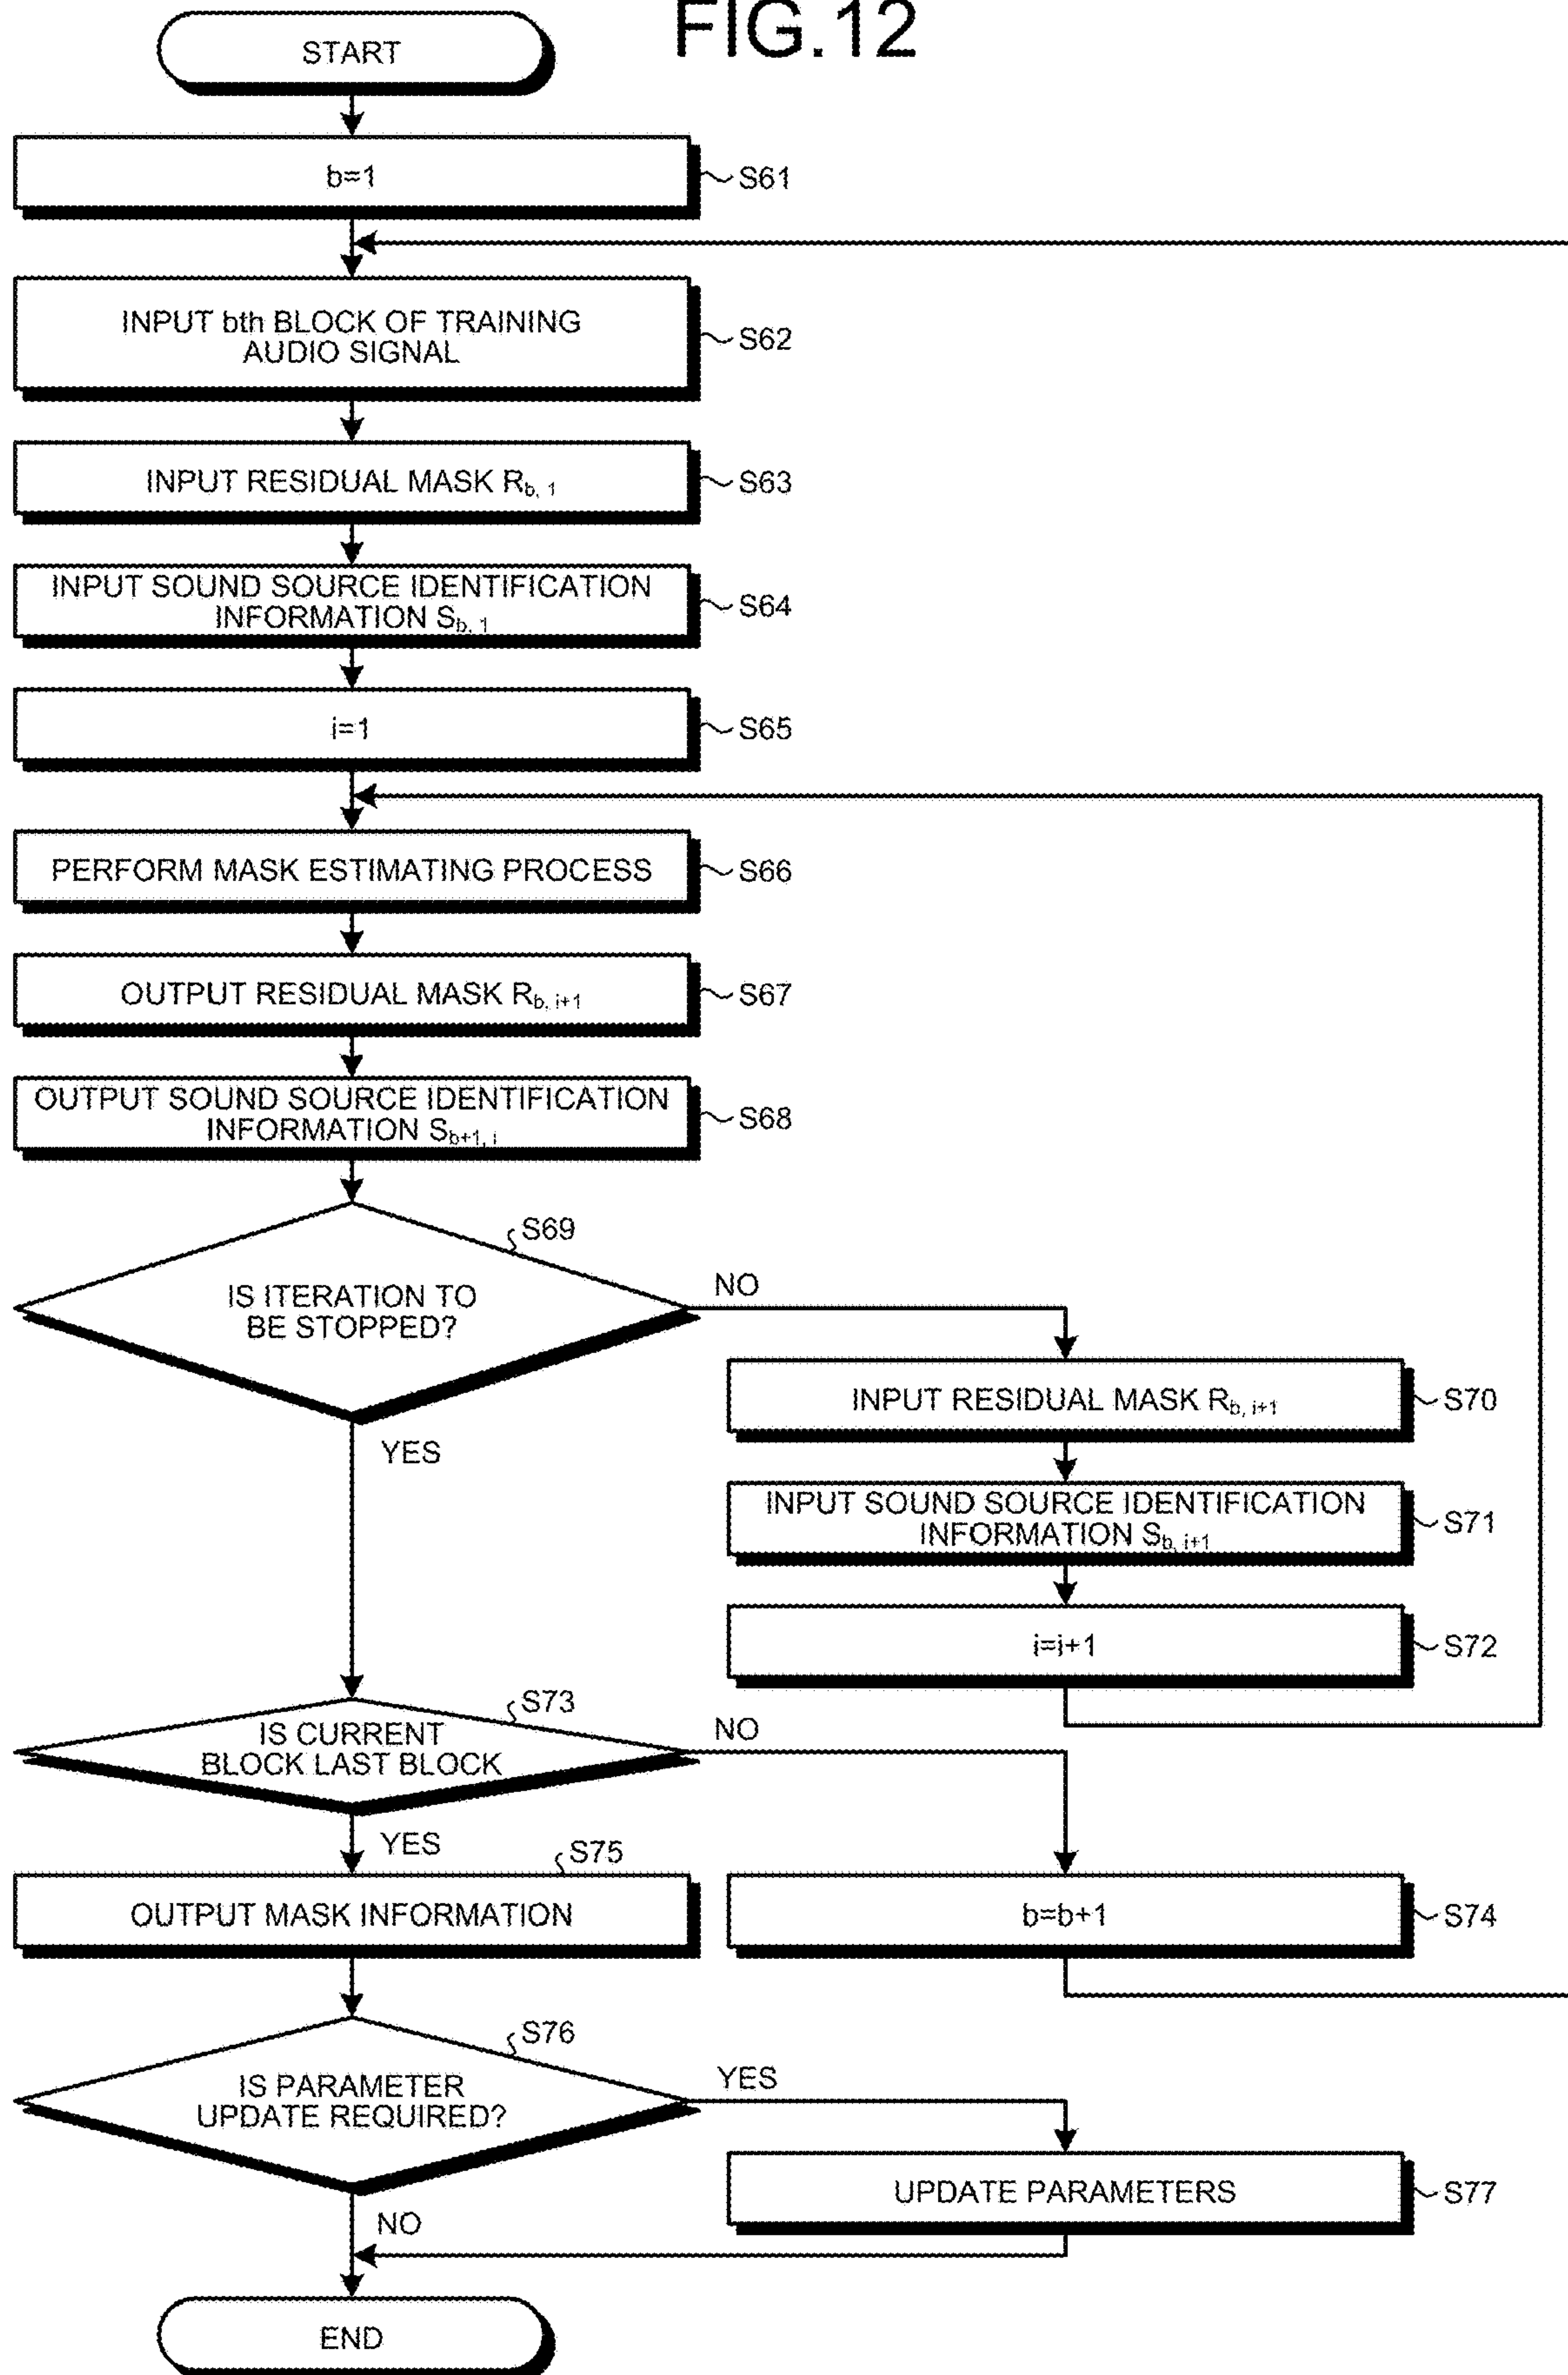 FIG.12
START
b=1
S61
INPUT bth BLOCK OF TRAINING
AUDIO SIGNAL
S62
INPUT RESIDUAL MASK Rb, 1
S63
INPUT SOUND SOURCE IDENTIFICATION
INFORMATION Sb, 1
S64
i=1
S65
PERFORM MASK ESTIMATING PROCESS
S66
OUTPUT RESIDUAL MASK Rb, i+1
S67
OUTPUT SOUND SOURCE IDENTIFICATION
INFORMATION Sb+1, i
S68
S69
IS ITERATION TO
BE STOPPED?
NO
YES
INPUT RESIDUAL MASK Rb, i+1
S70
INPUT SOUND SOURCE IDENTIFICATION
INFORMATION Sb, i+1
S71
i=i+1
S72
S73
IS CURRENT
BLOCK LAST BLOCK
NO
YES
S75
OUTPUT MASK INFORMATION
b=b+1
S74
S76
IS PARAMETER
UPDATE REQUIRED?
YES
UPDATE PARAMETERS
S77
NO
END